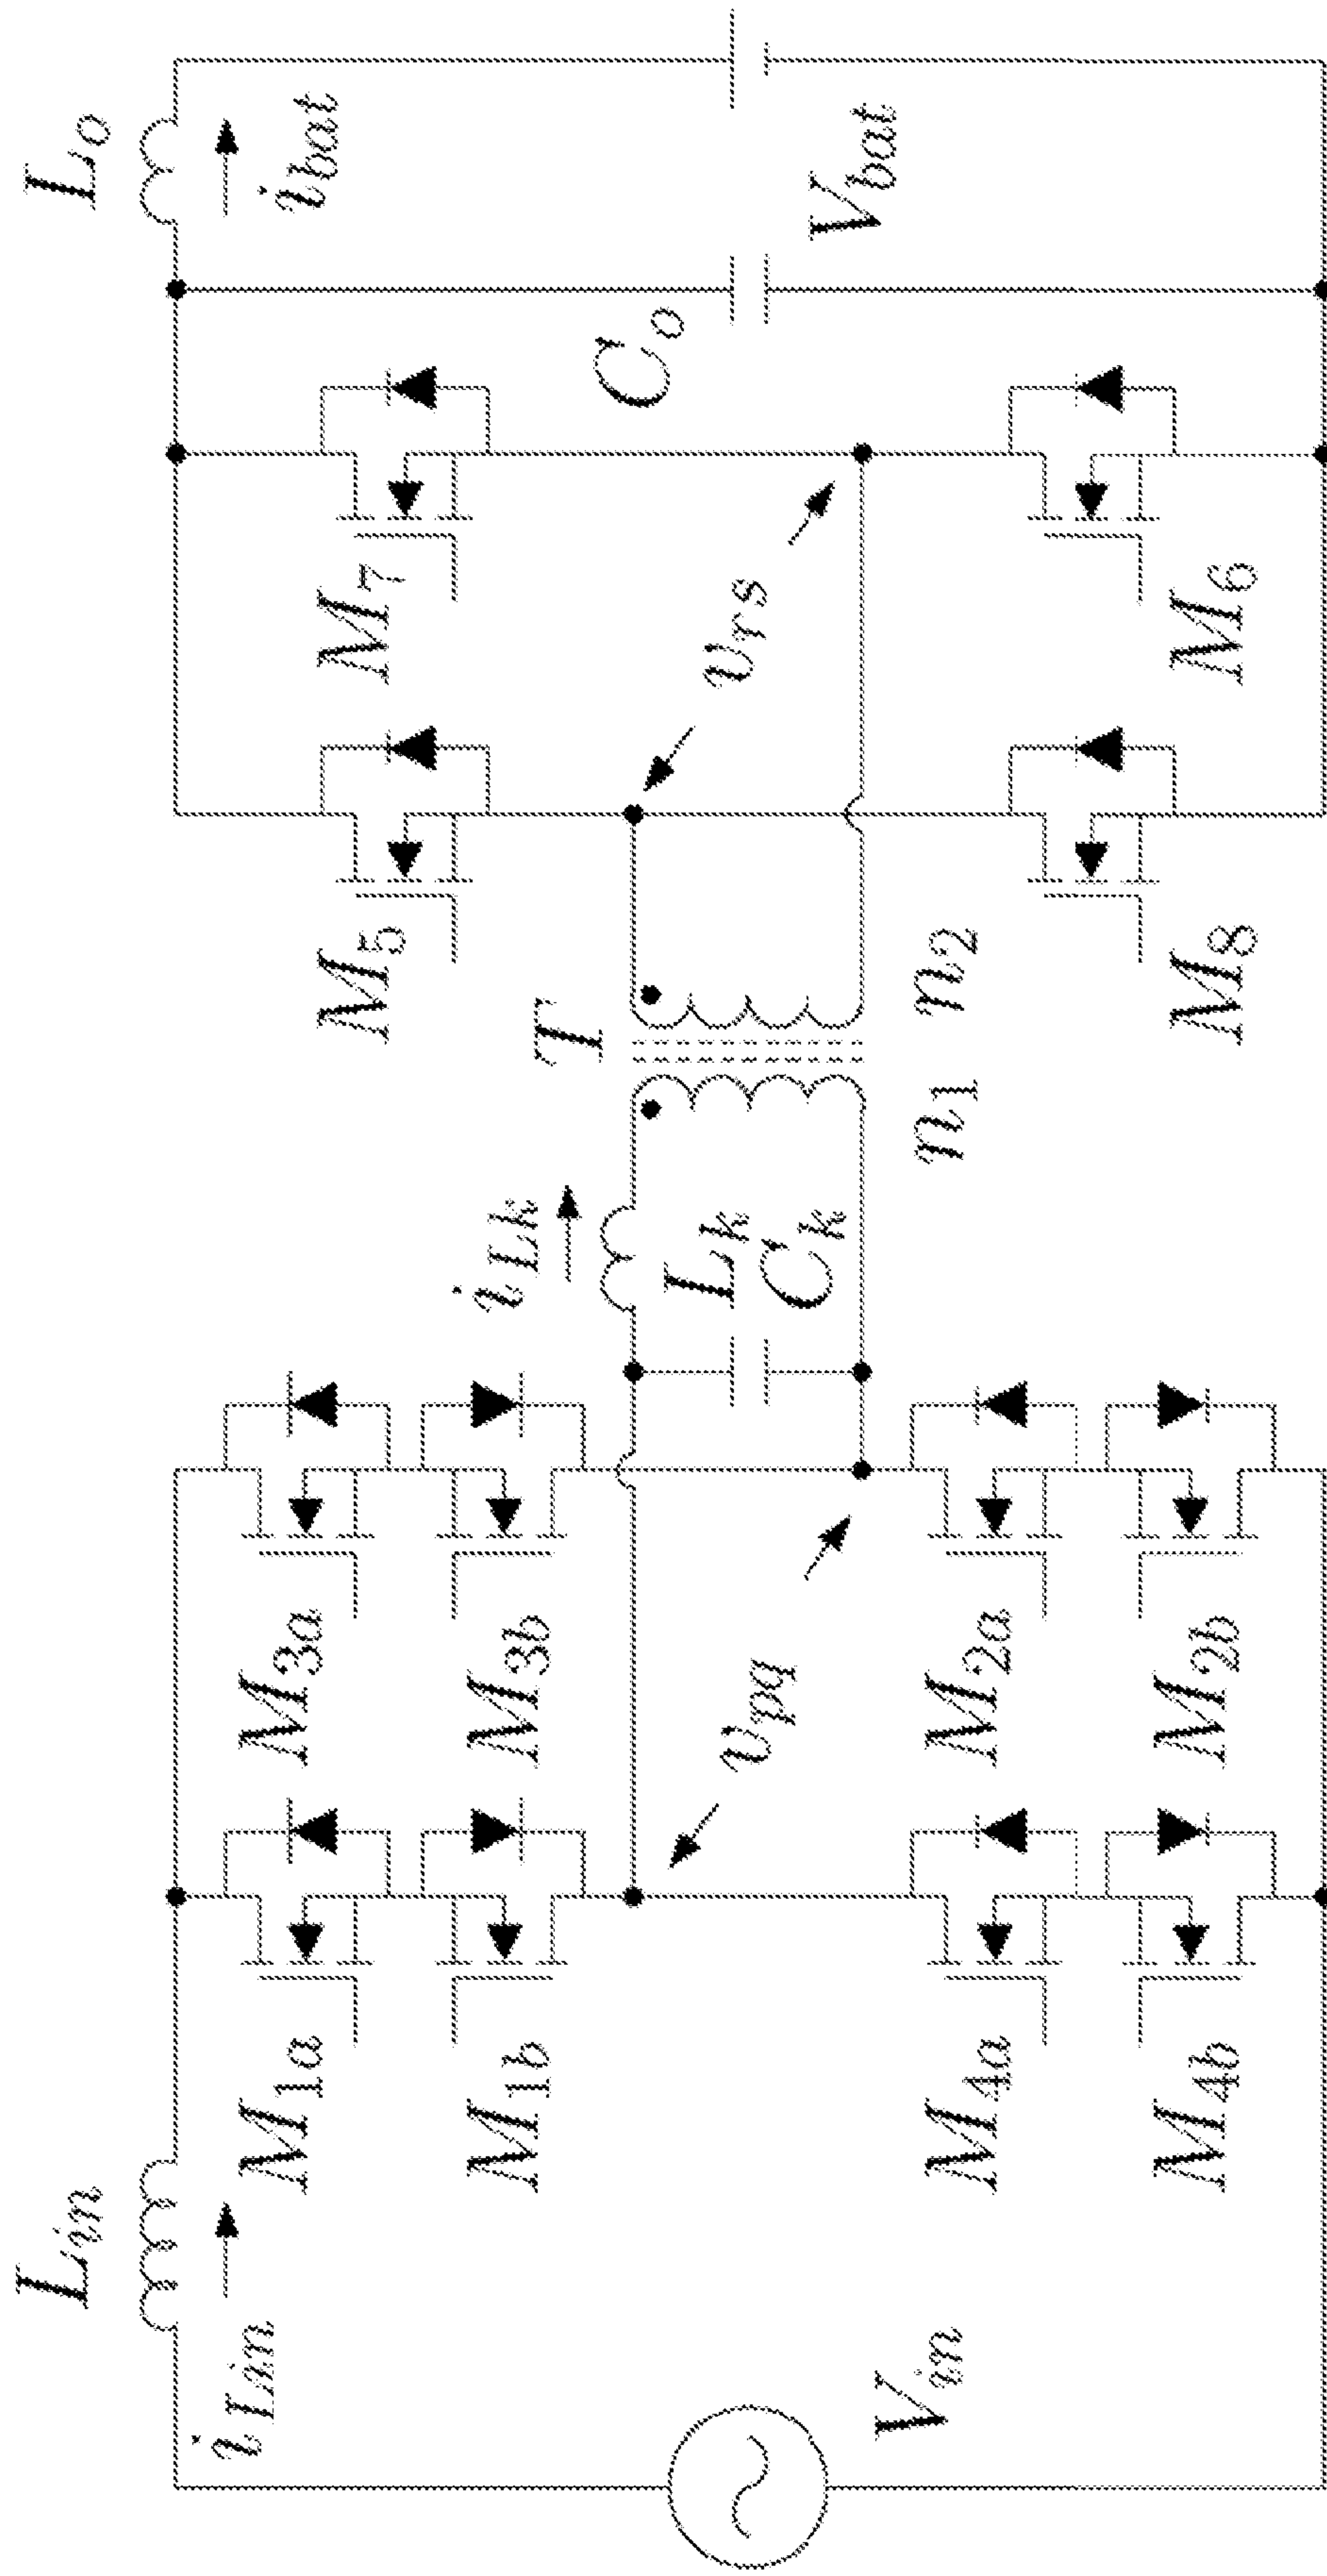 L_in
i_Lin
V_in
M_1a
M_1b
M_4a
M_4b
M_3a
M_3b
v_pq
M_2a
M_2b
i_Lk
L_k
C_k
T
n_1 n_2
M_5
M_8
v_rs
M_7
M_6
C_o
L_o
i_bat
V_bat